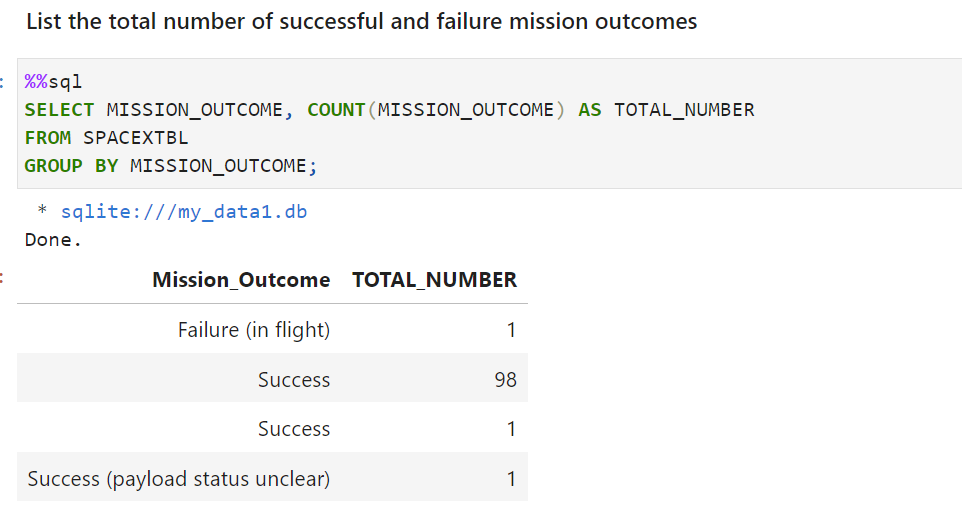 List the total number of successful and failure mission outcomes
%%sql
SELECT MISSION_OUTCOME, COUNT(MISSION_OUTCOME) AS TOTAL_NUMBER
FROM SPACEXTBL
GROUP BY MISSION_OUTCOME;
* sqlite:///my_data1.db
Done.
Mission_Outcome TOTAL_NUMBER
Failure (in flight) 1
Success 98
Success 1
Success (payload status unclear) 1